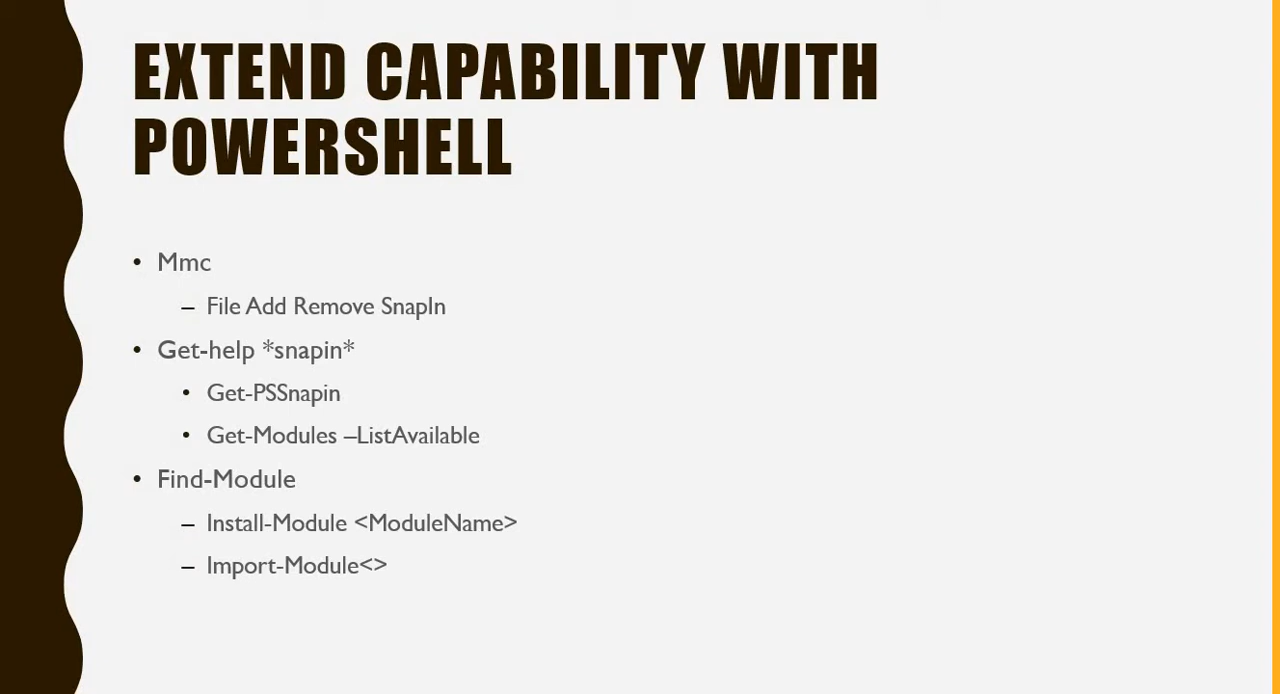 EXTEND CAPABILITY WITH
POWERSHELL
• Mmc
– File Add Remove SnapIn
• Get-help *snapin*
• Get-PSSnapin
• Get-Modules –ListAvailable
• Find-Module
– Install-Module <ModuleName>
– Import-Module<>